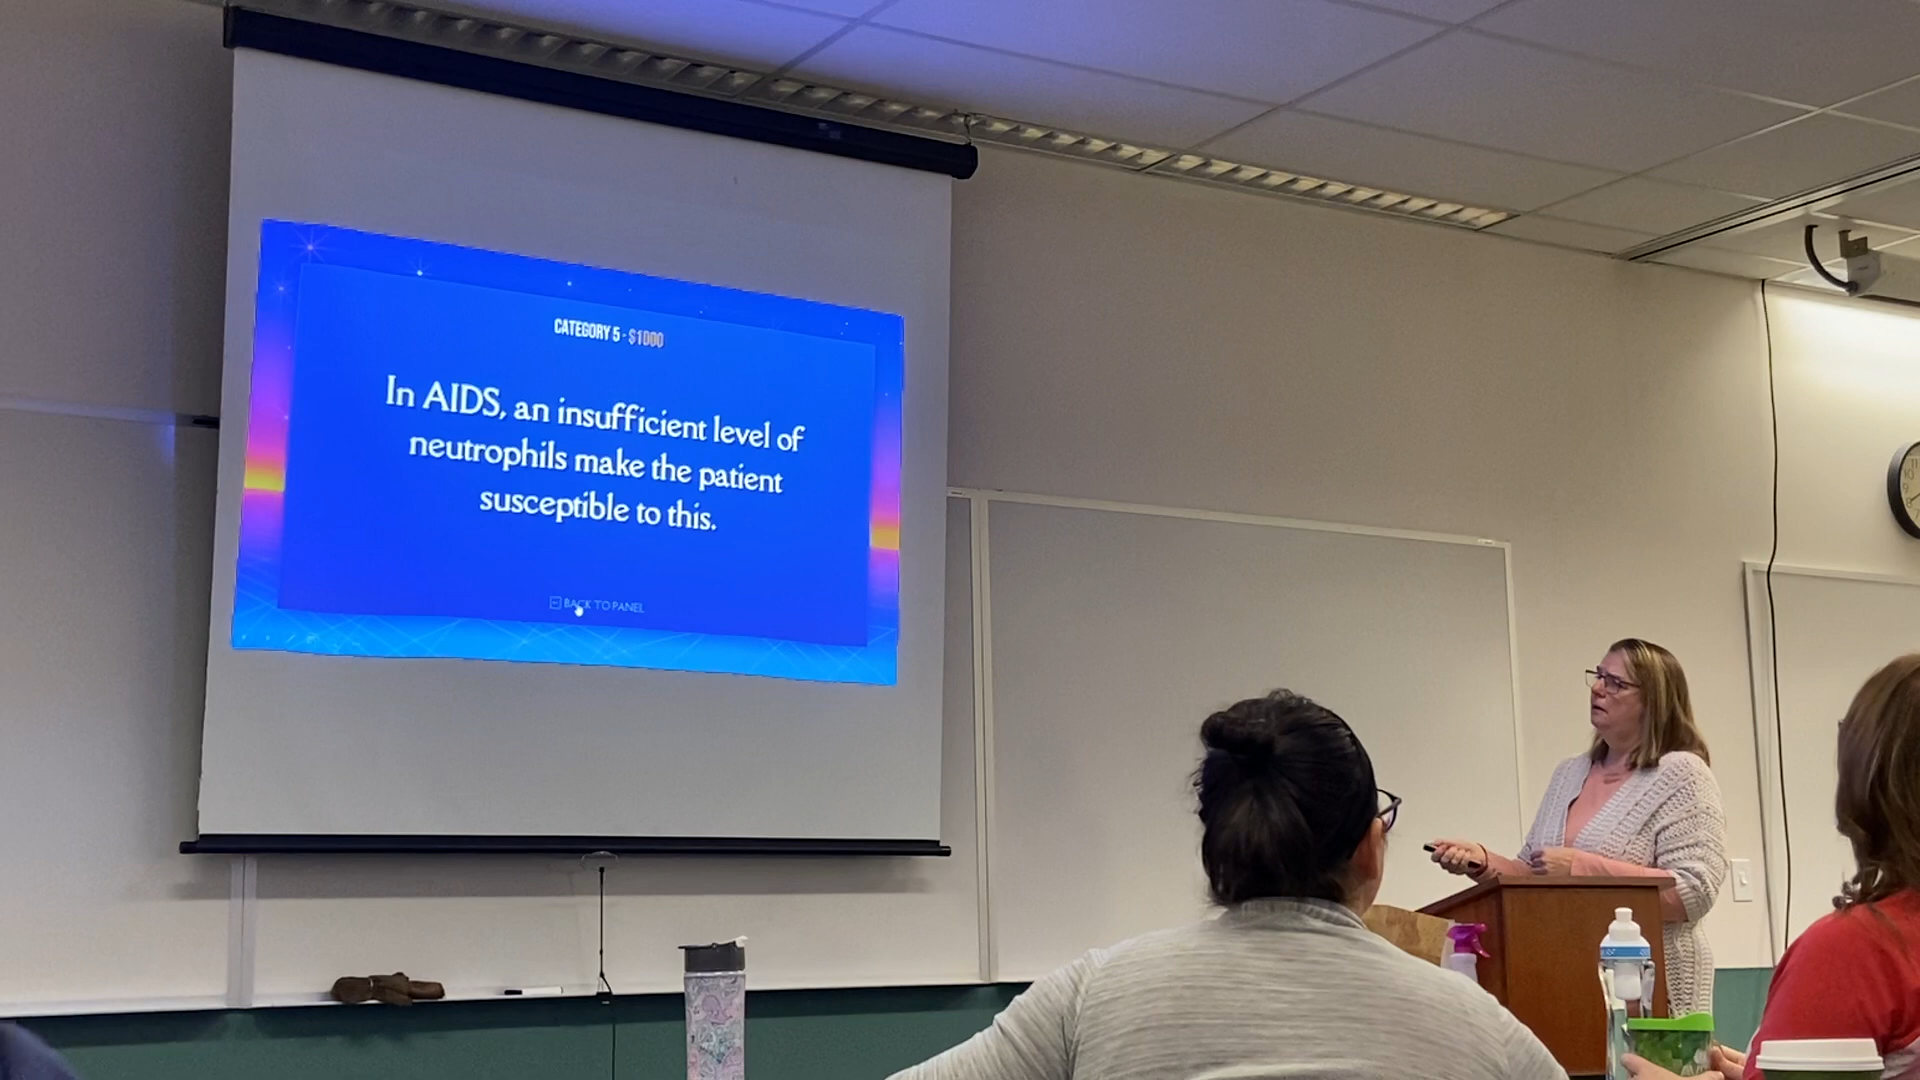 CATEGORY 5 - $1000
In AIDS, an insufficient level of
neutrophils make the patient
susceptible to this.
BACK TO PANEL